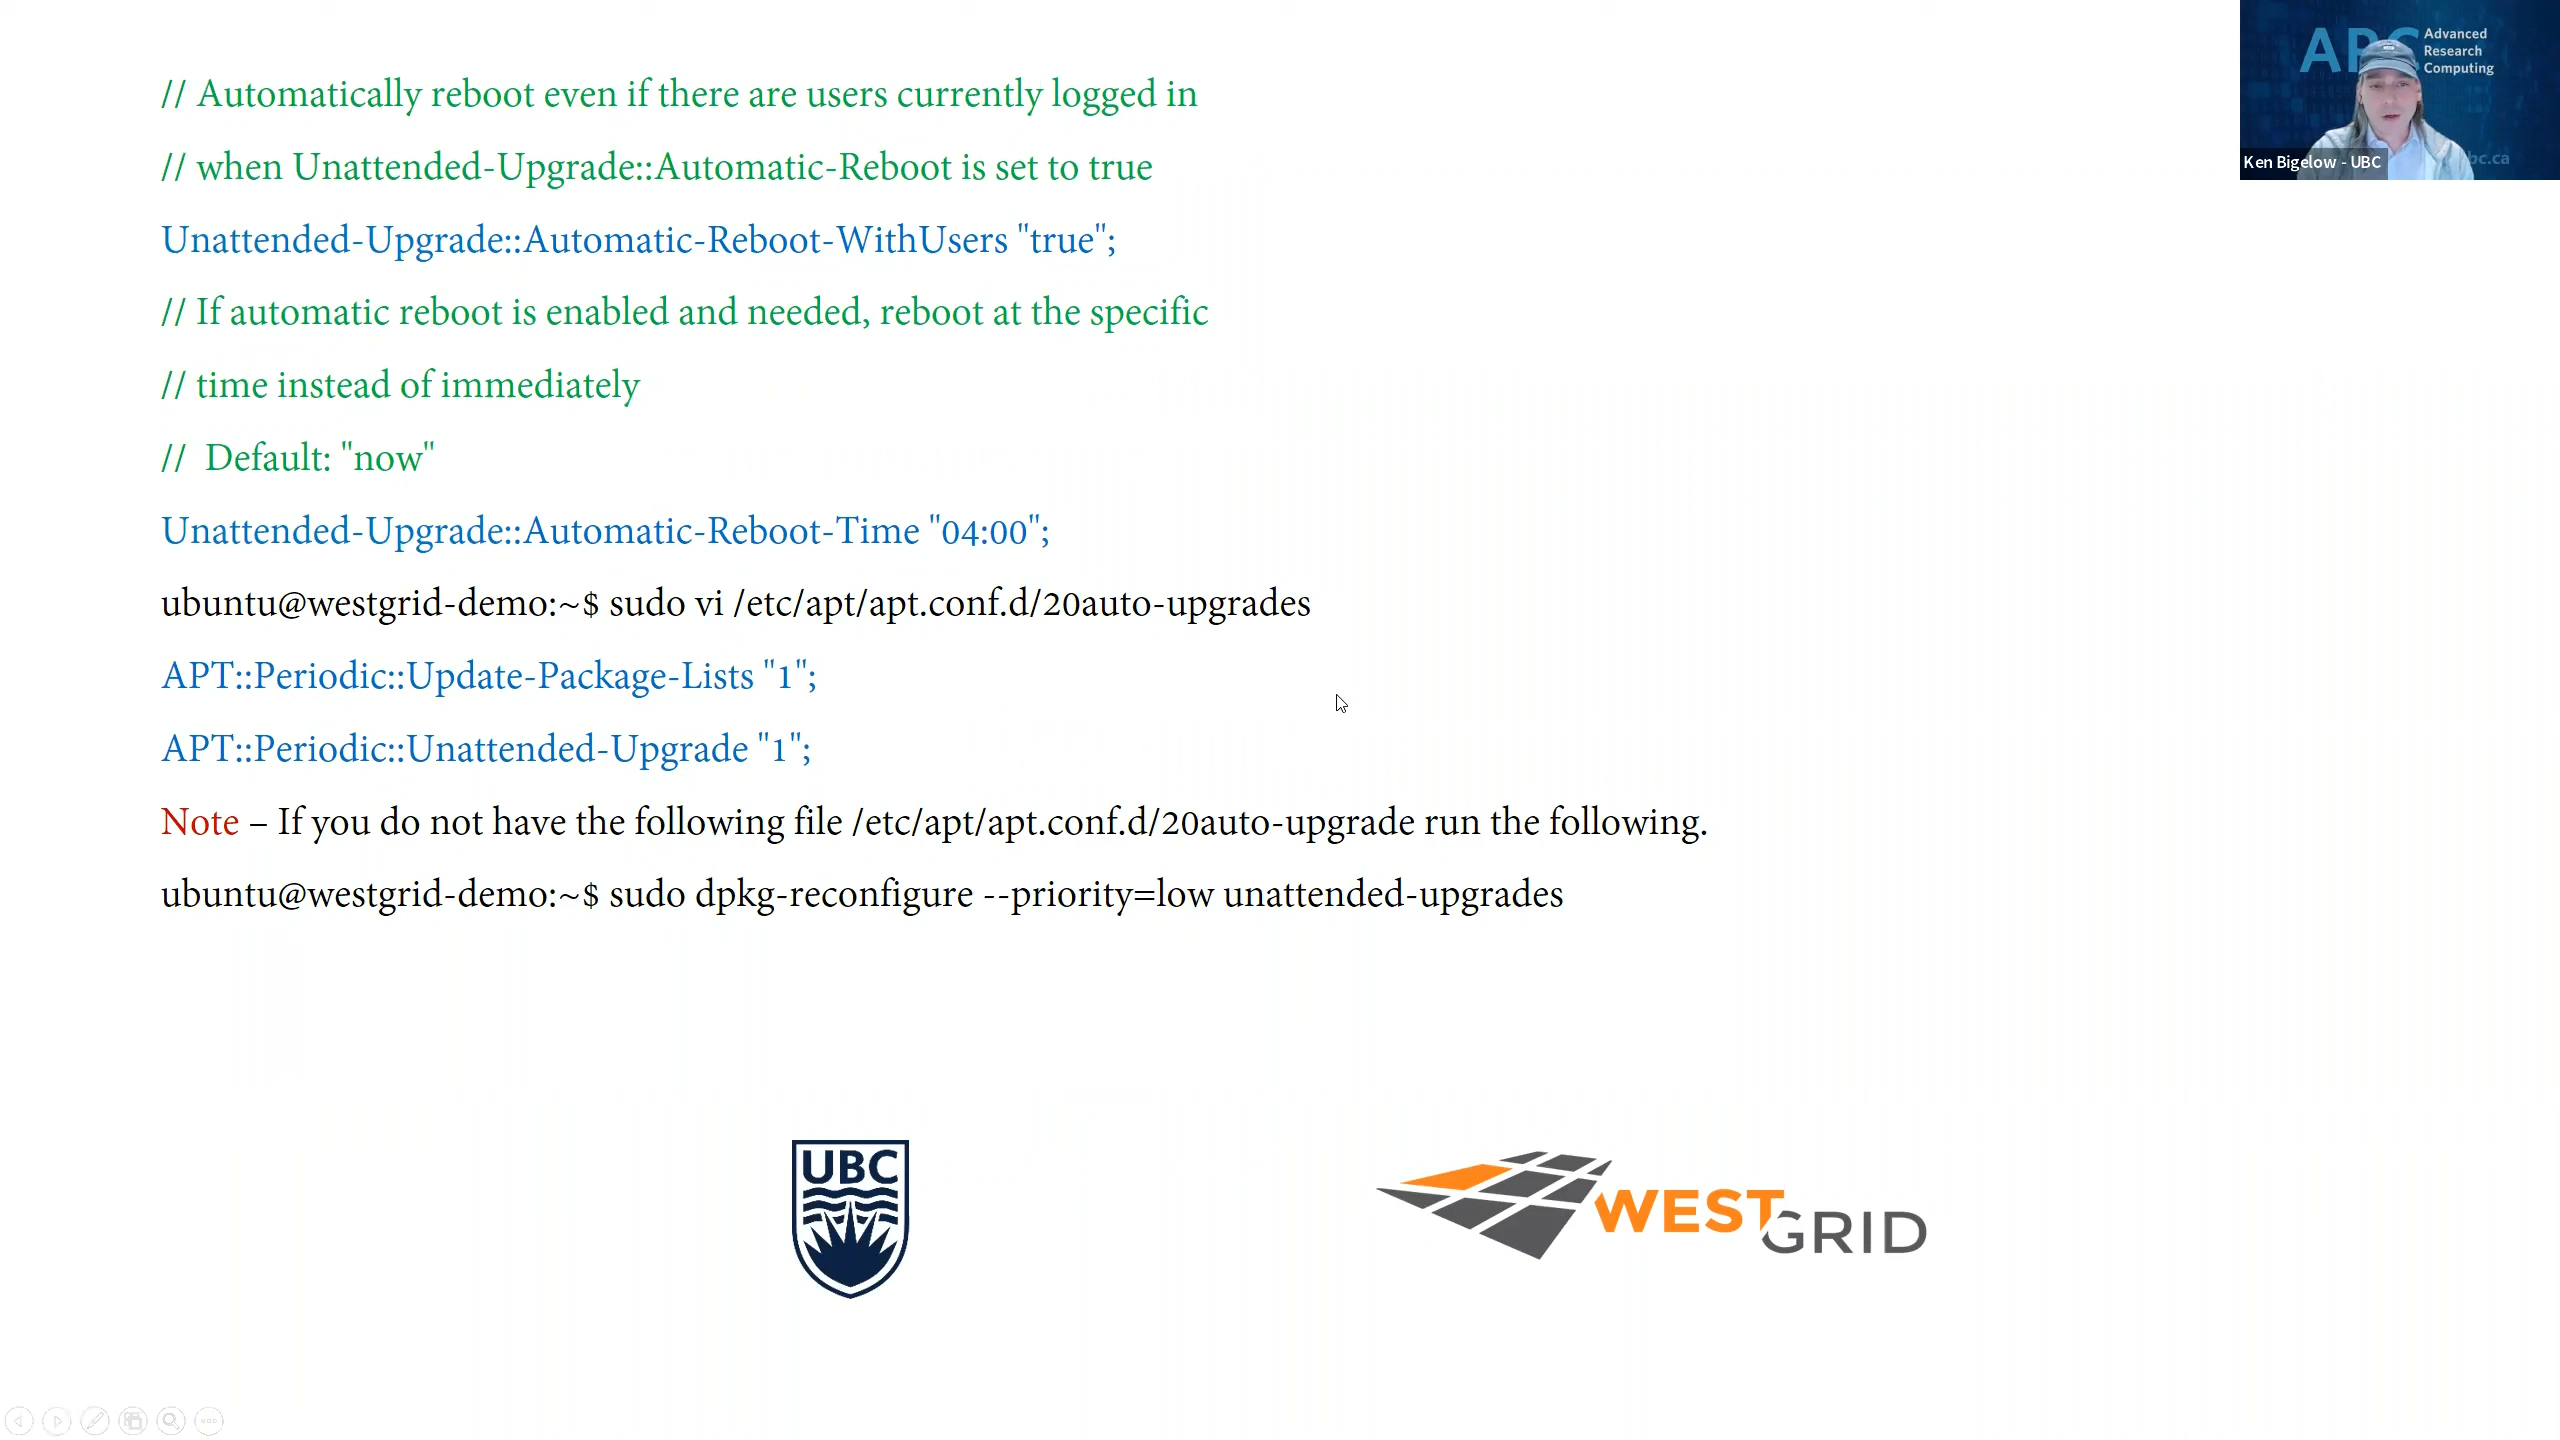 // Automatically reboot even if there are users currently logged in
// when Unattended-Upgrade::Automatic-Reboot is set to true
Unattended-Upgrade::Automatic-Reboot-WithUsers "true";
// If automatic reboot is enabled and needed, reboot at the specific
// time instead of immediately
//  Default: "now"
Unattended-Upgrade::Automatic-Reboot-Time "04:00";
ubuntu@westgrid-demo:~$ sudo vi /etc/apt/apt.conf.d/20auto-upgrades
APT::Periodic::Update-Package-Lists "1";
APT::Periodic::Unattended-Upgrade "1";
Note – If you do not have the following file /etc/apt/apt.conf.d/20auto-upgrade run the following.
ubuntu@westgrid-demo:~$ sudo dpkg-reconfigure --priority=low unattended-upgrades
Advanced
Research
Computing
Ken Bigelow - UBC
bc.ca
UBC
WESTGRID